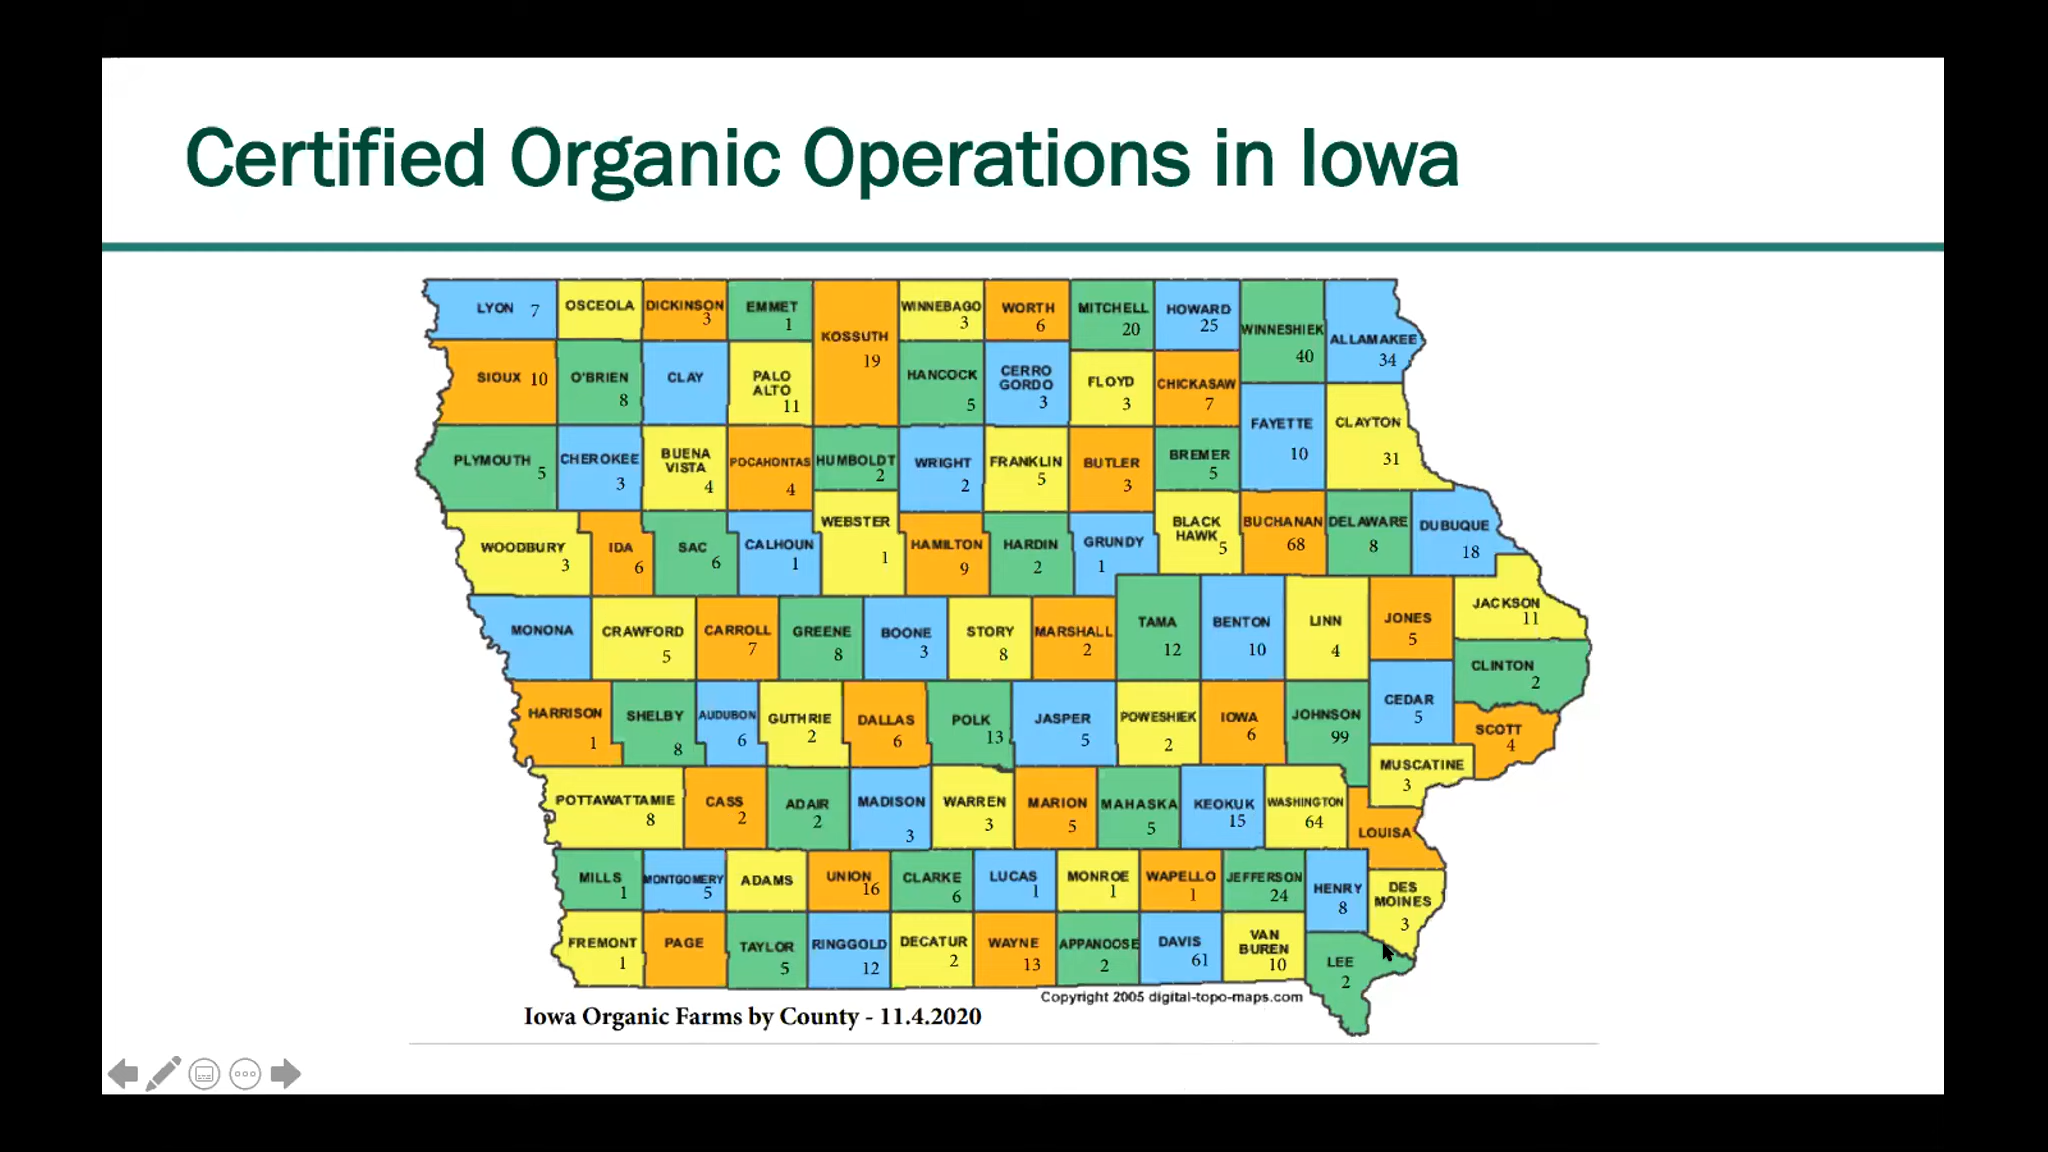 Certified Organic Operations in Iowa
LYON 7
OSCEOLA
DICKINSON
3
EMMET
1
KOSSUTH
19
WINNEBAGO
3
WORTH
6
MITCHELL
20
HOWARD
25
WINNESHIEK
40
ALLAMAKEE
34
SIOUX 10
O'BRIEN
8
CLAY
PALO
ALTO
11
HANCOCK
5
CERRO
GORDO
3
FLOYD
3
CHICKASAW
7
FAYETTE
10
CLAYTON
31
PLYMOUTH 5
CHEROKEE
3
BUENA
VISTA
4
POCAHONTAS
4
HUMBOLDT
2
WRIGHT
2
FRANKLIN
5
BUTLER
3
BREMER
5
WOODBURY
3
IDA
6
SAC
6
CALHOUN
1
WEBSTER
1
HAMILTON
9
HARDIN
2
GRUNDY
1
BLACK
HAWK 5
BUCHANAN
68
DELAWARE
8
DUBUQUE
18
MONONA
CRAWFORD
5
CARROLL
7
GREENE
8
BOONE
3
STORY
8
MARSHALL
2
TAMA
12
BENTON
10
LINN
4
JONES
5
JACKSON
11
CLINTON
2
HARRISON
1
SHELBY
8
AUDUBON
6
GUTHRIE
2
DALLAS
6
POLK
13
JASPER
5
POWESHIEK
2
IOWA
6
JOHNSON
99
CEDAR
5
SCOTT
4
MUSCATINE
3
POTTAWATTAMIE
8
CASS
2
ADAIR
2
MADISON
3
WARREN
3
MARION
5
MAHASKA
5
KEOKUK
15
WASHINGTON
64
LOUISA
MILLS
1
MONTGOMERY
5
ADAMS
UNION
16
CLARKE
6
LUCAS
1
MONROE
1
WAPELLO
1
JEFFERSON
24
HENRY
8
DES
MOINES
3
FREMONT
1
PAGE
TAYLOR
5
RINGGOLD
12
DECATUR
2
WAYNE
13
APPANOOSE
2
DAVIS
61
VAN
BUREN
10
LEE
2
Copyright 2005 digital-topo-maps.com
Iowa Organic Farms by County - 11.4.2020